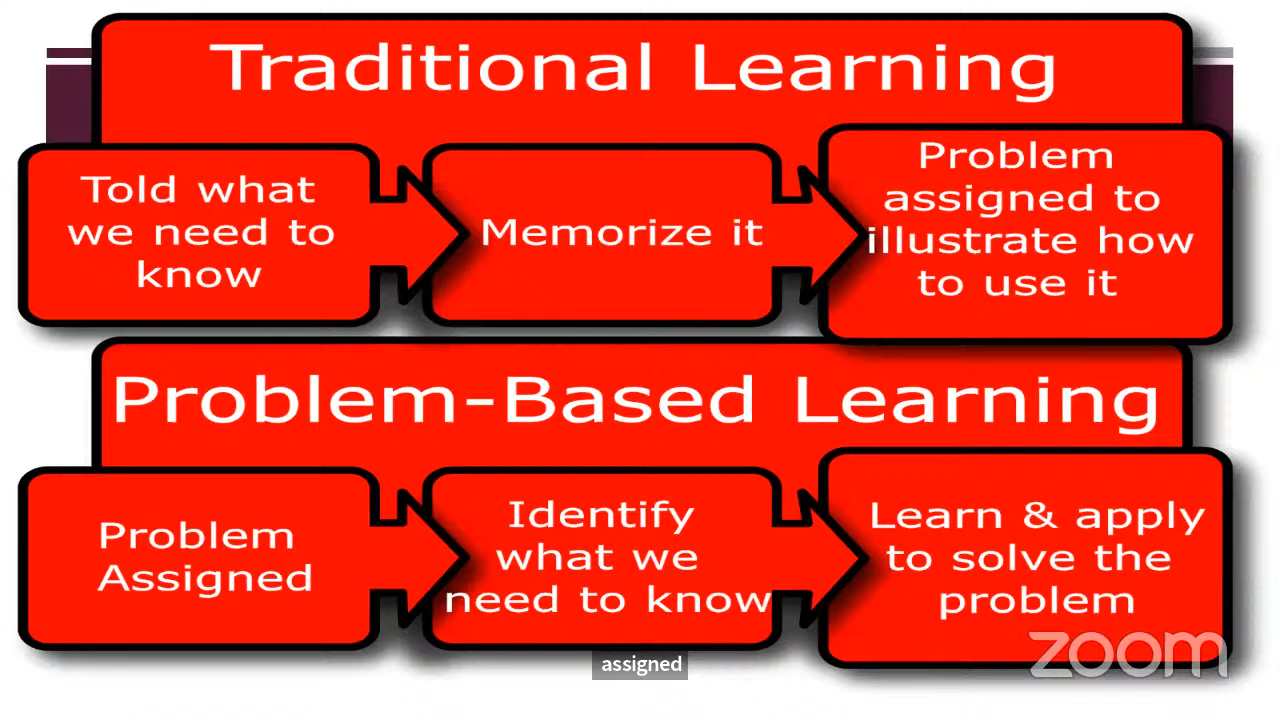 Traditional Learning
Told what
we need to
know
Memorize it
Problem
assigned to
illustrate how
to use it
Problem-Based Learning
Problem
Assigned
Identify
what we
need to know
Learn & apply
to solve the
problem
zoom
assigned